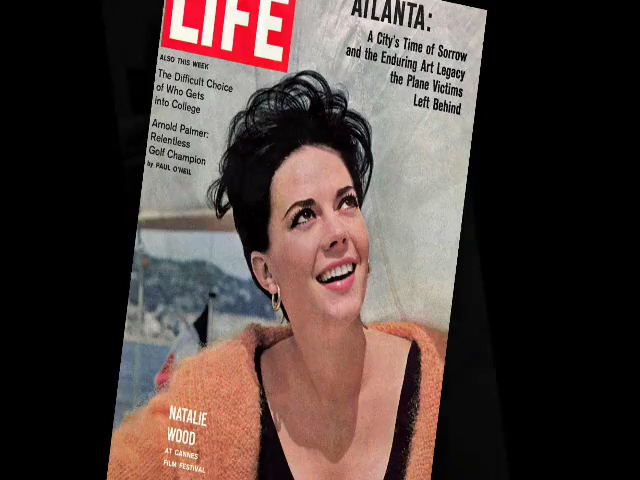 LIFE
ATLANTA:
A City's Time of Sorrow
and the Enduring Art Legacy
the Plane Victims
Left Behind
ALSO THIS WEEK
The Difficult Choice
of Who Gets
into College
Arnold Palmer:
Relentless
Golf Champion
by PAUL O'NEIL
NATALIE
WOOD
AT CANNES
FILM FESTIVAL